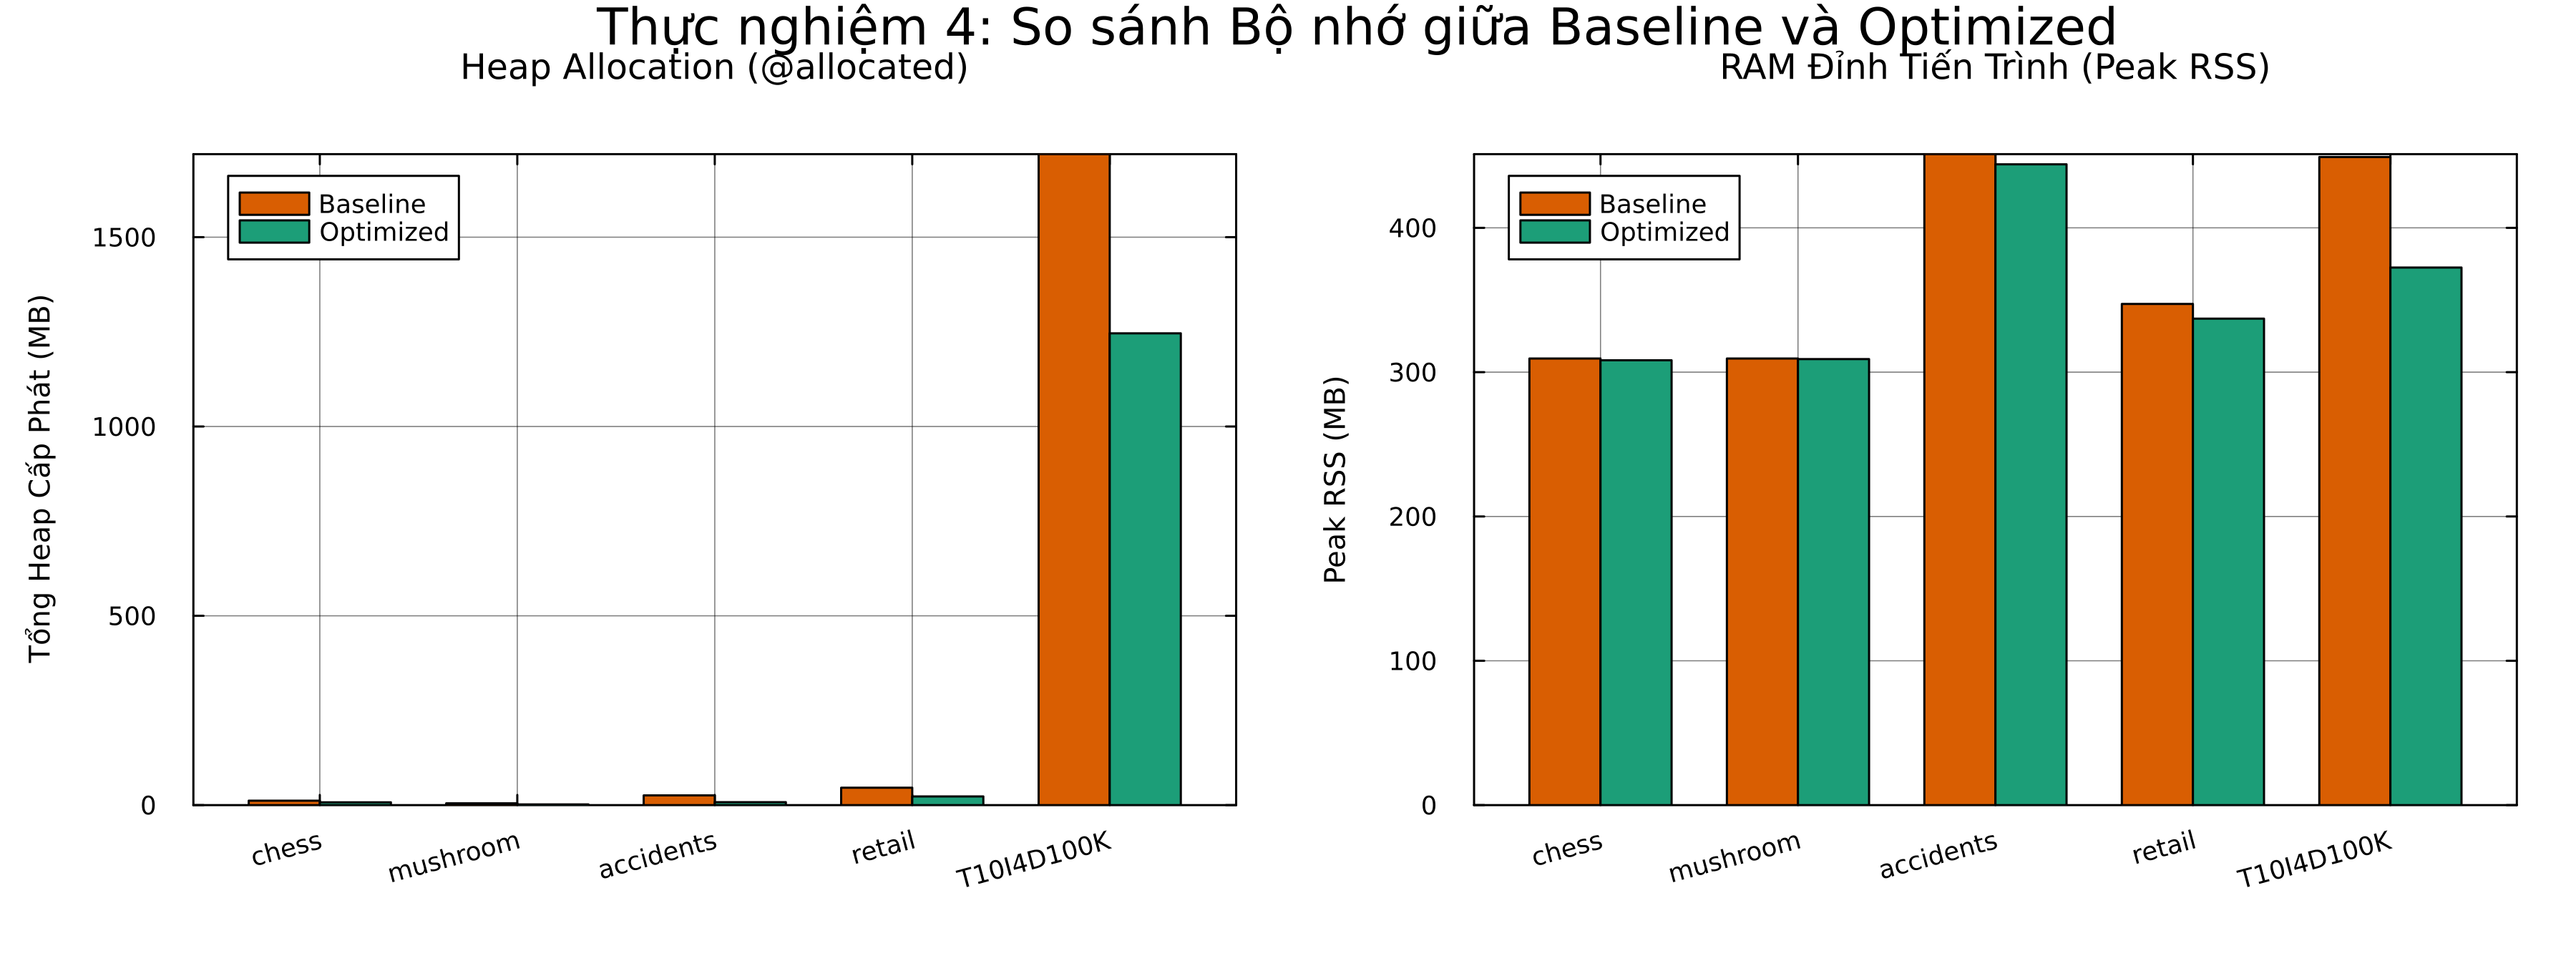 Thực nghiệm 4: So sánh Bộ nhớ giữa Baseline và Optimized
Heap Allocation (@allocated)
Tổng Heap Cấp Phát (MB)
1500
1000
500
0
Baseline
Optimized
chess
mushroom
accidents
retail
T10I4D100K
RAM Đỉnh Tiến Trình (Peak RSS)
Peak RSS (MB)
400
300
200
100
0
Baseline
Optimized
chess
mushroom
accidents
retail
T10I4D100K